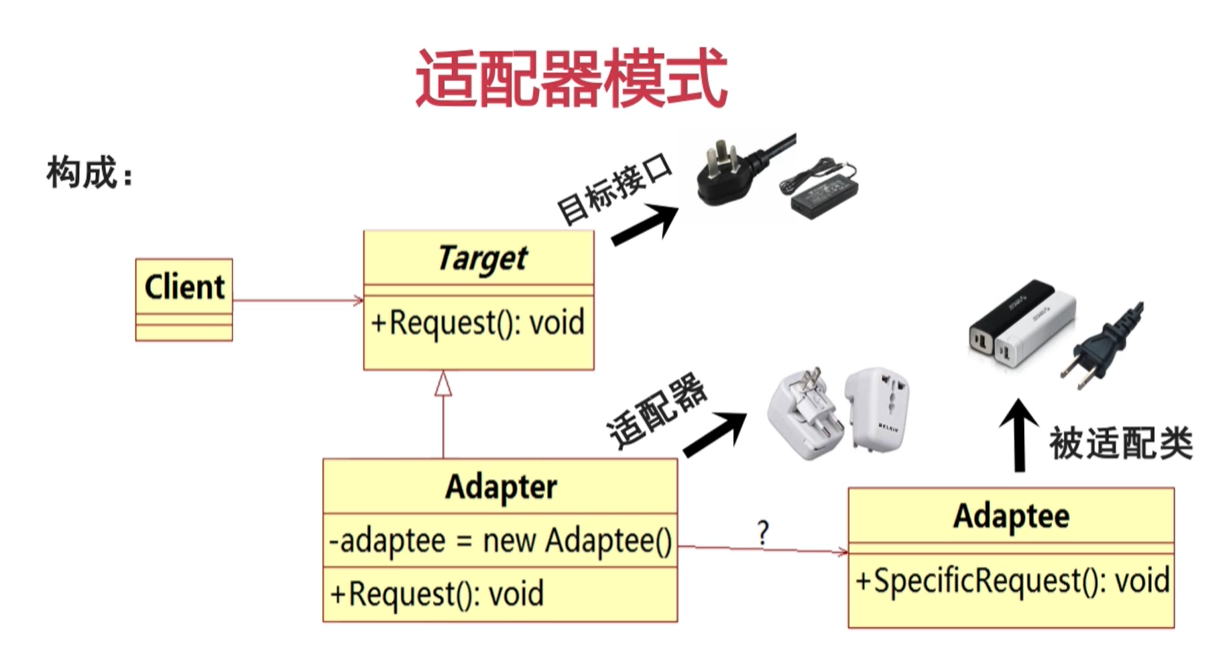 适配器模式
构成：
目标接口
Target
+Request(): void
Client
适配器
BELKIN
被适配类
Adapter
-adaptee = new Adaptee()
+Request(): void
?
Adaptee
+SpecificRequest(): void